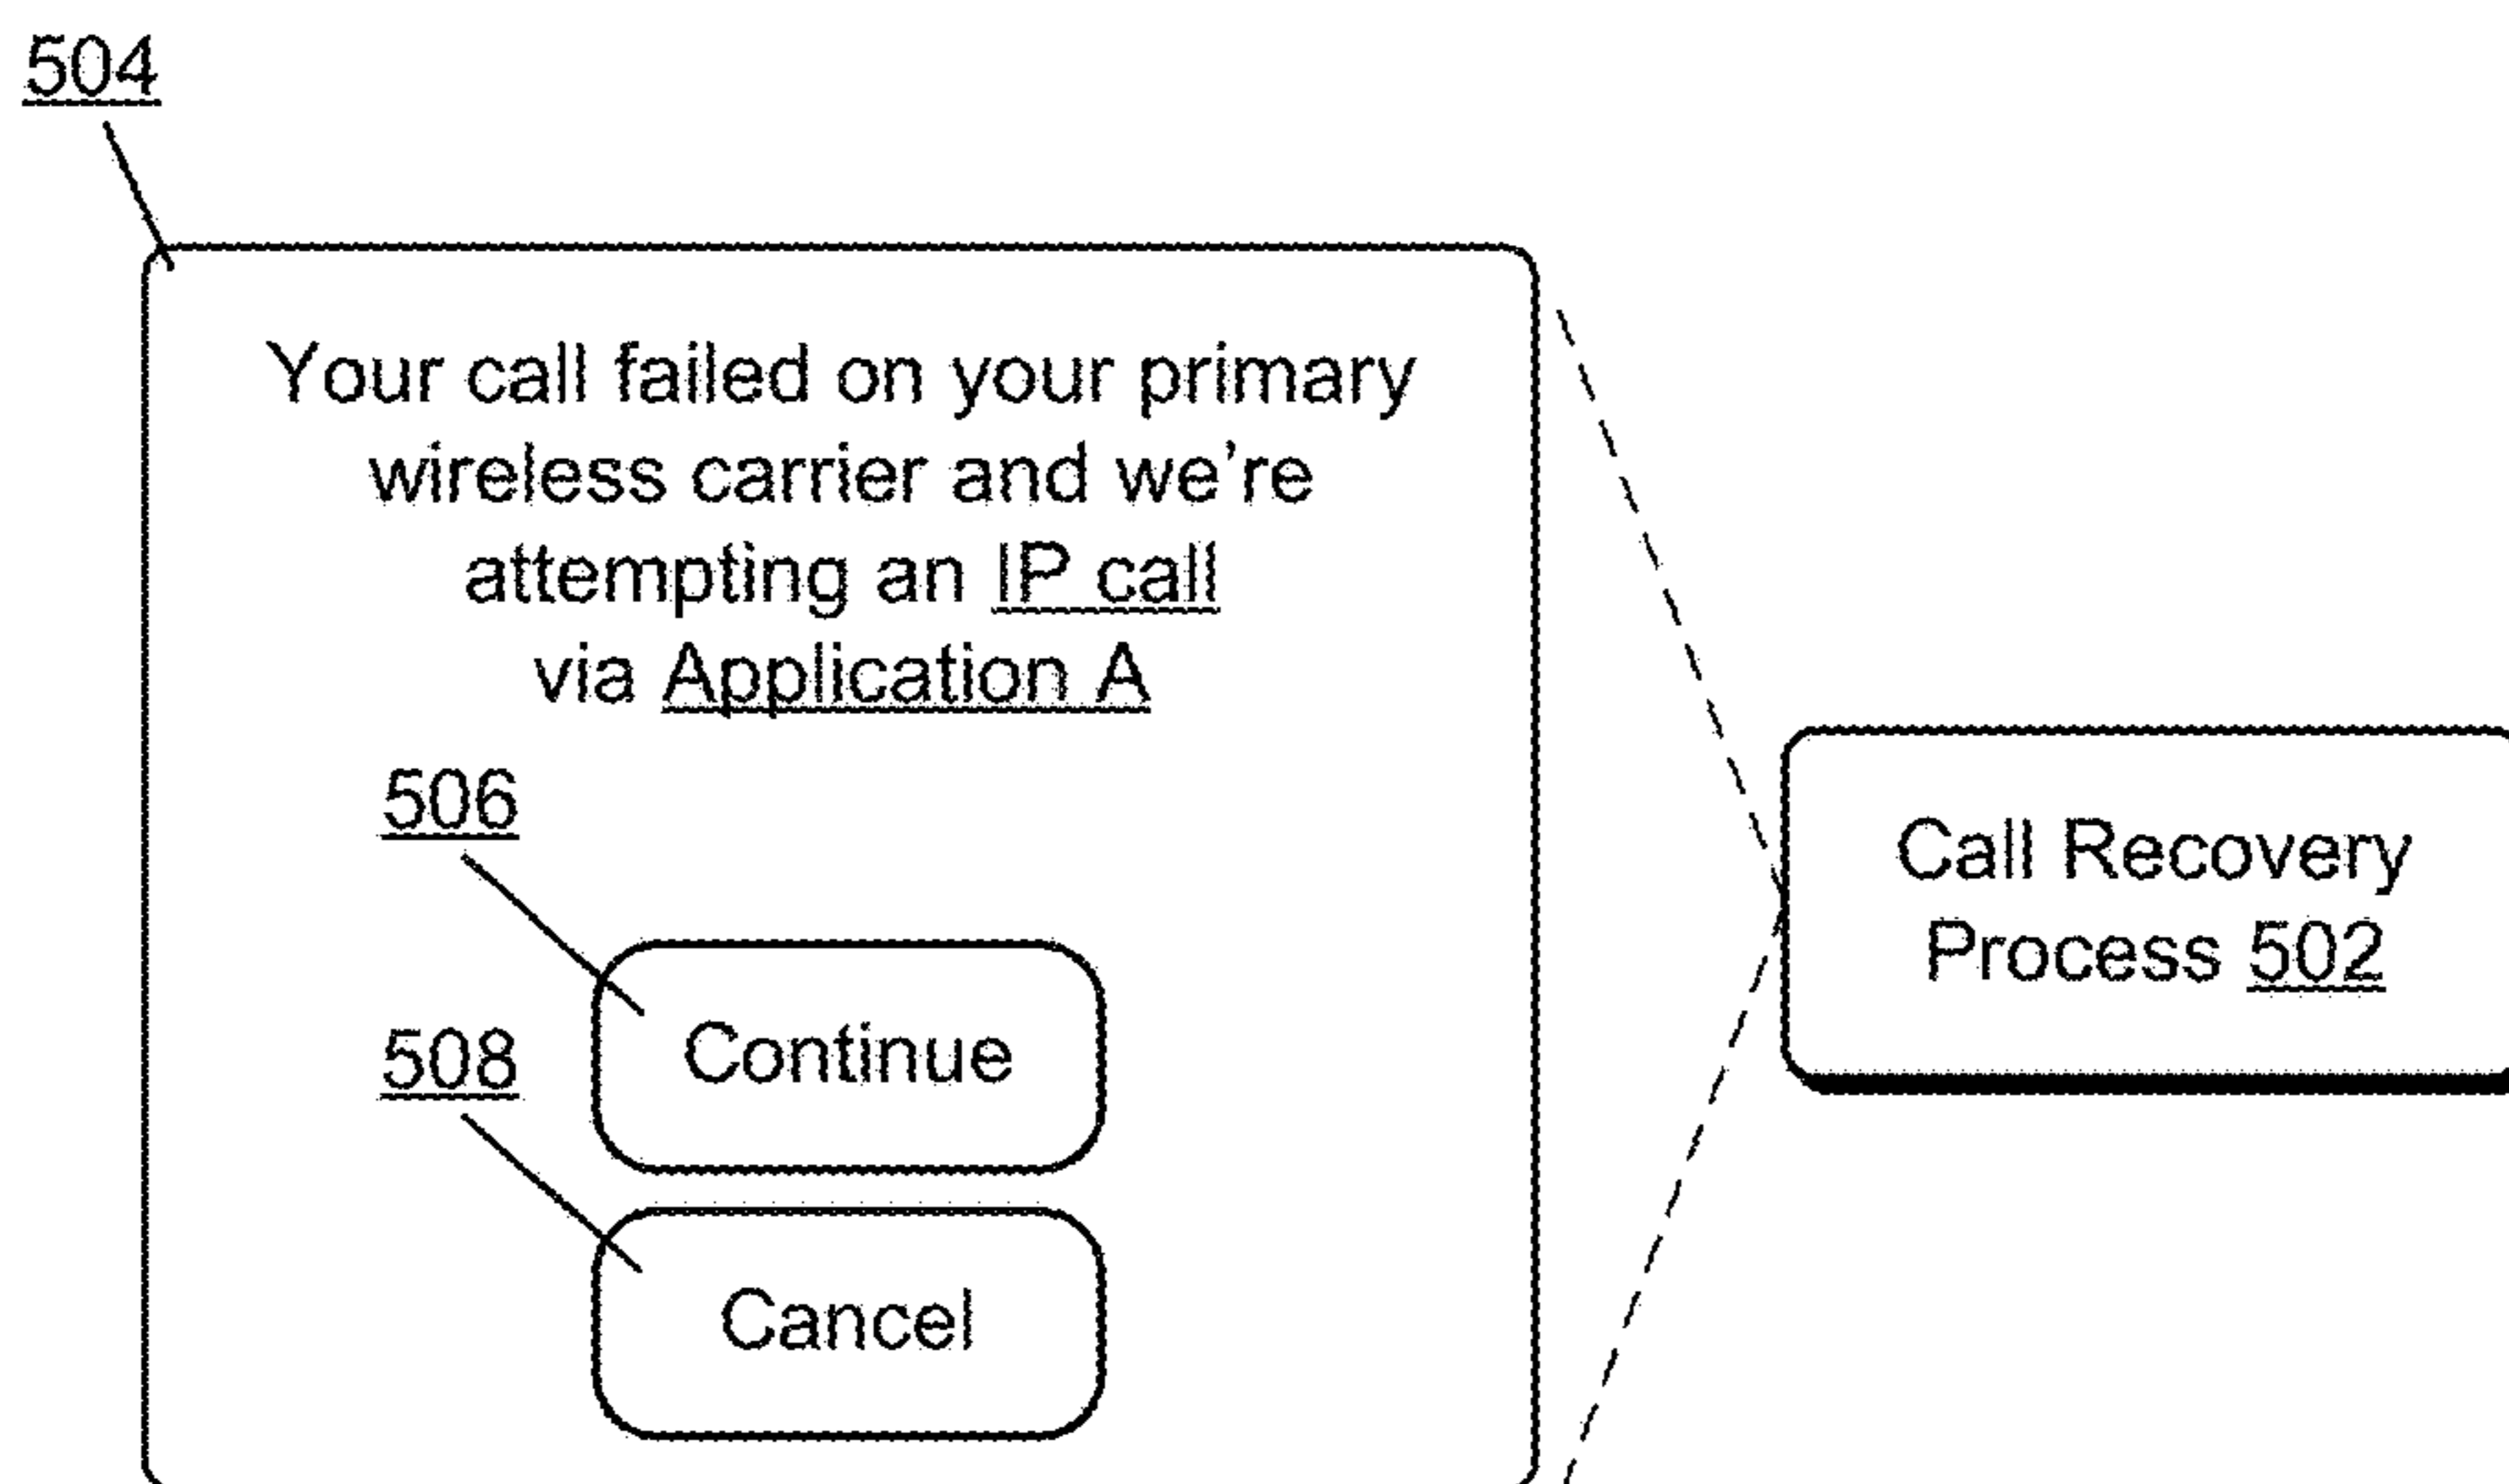 504
Your call failed on your primary
wireless carrier and we're
attempting an IP call
via Application A
506
Continue
508
Cancel
Call Recovery
Process 502